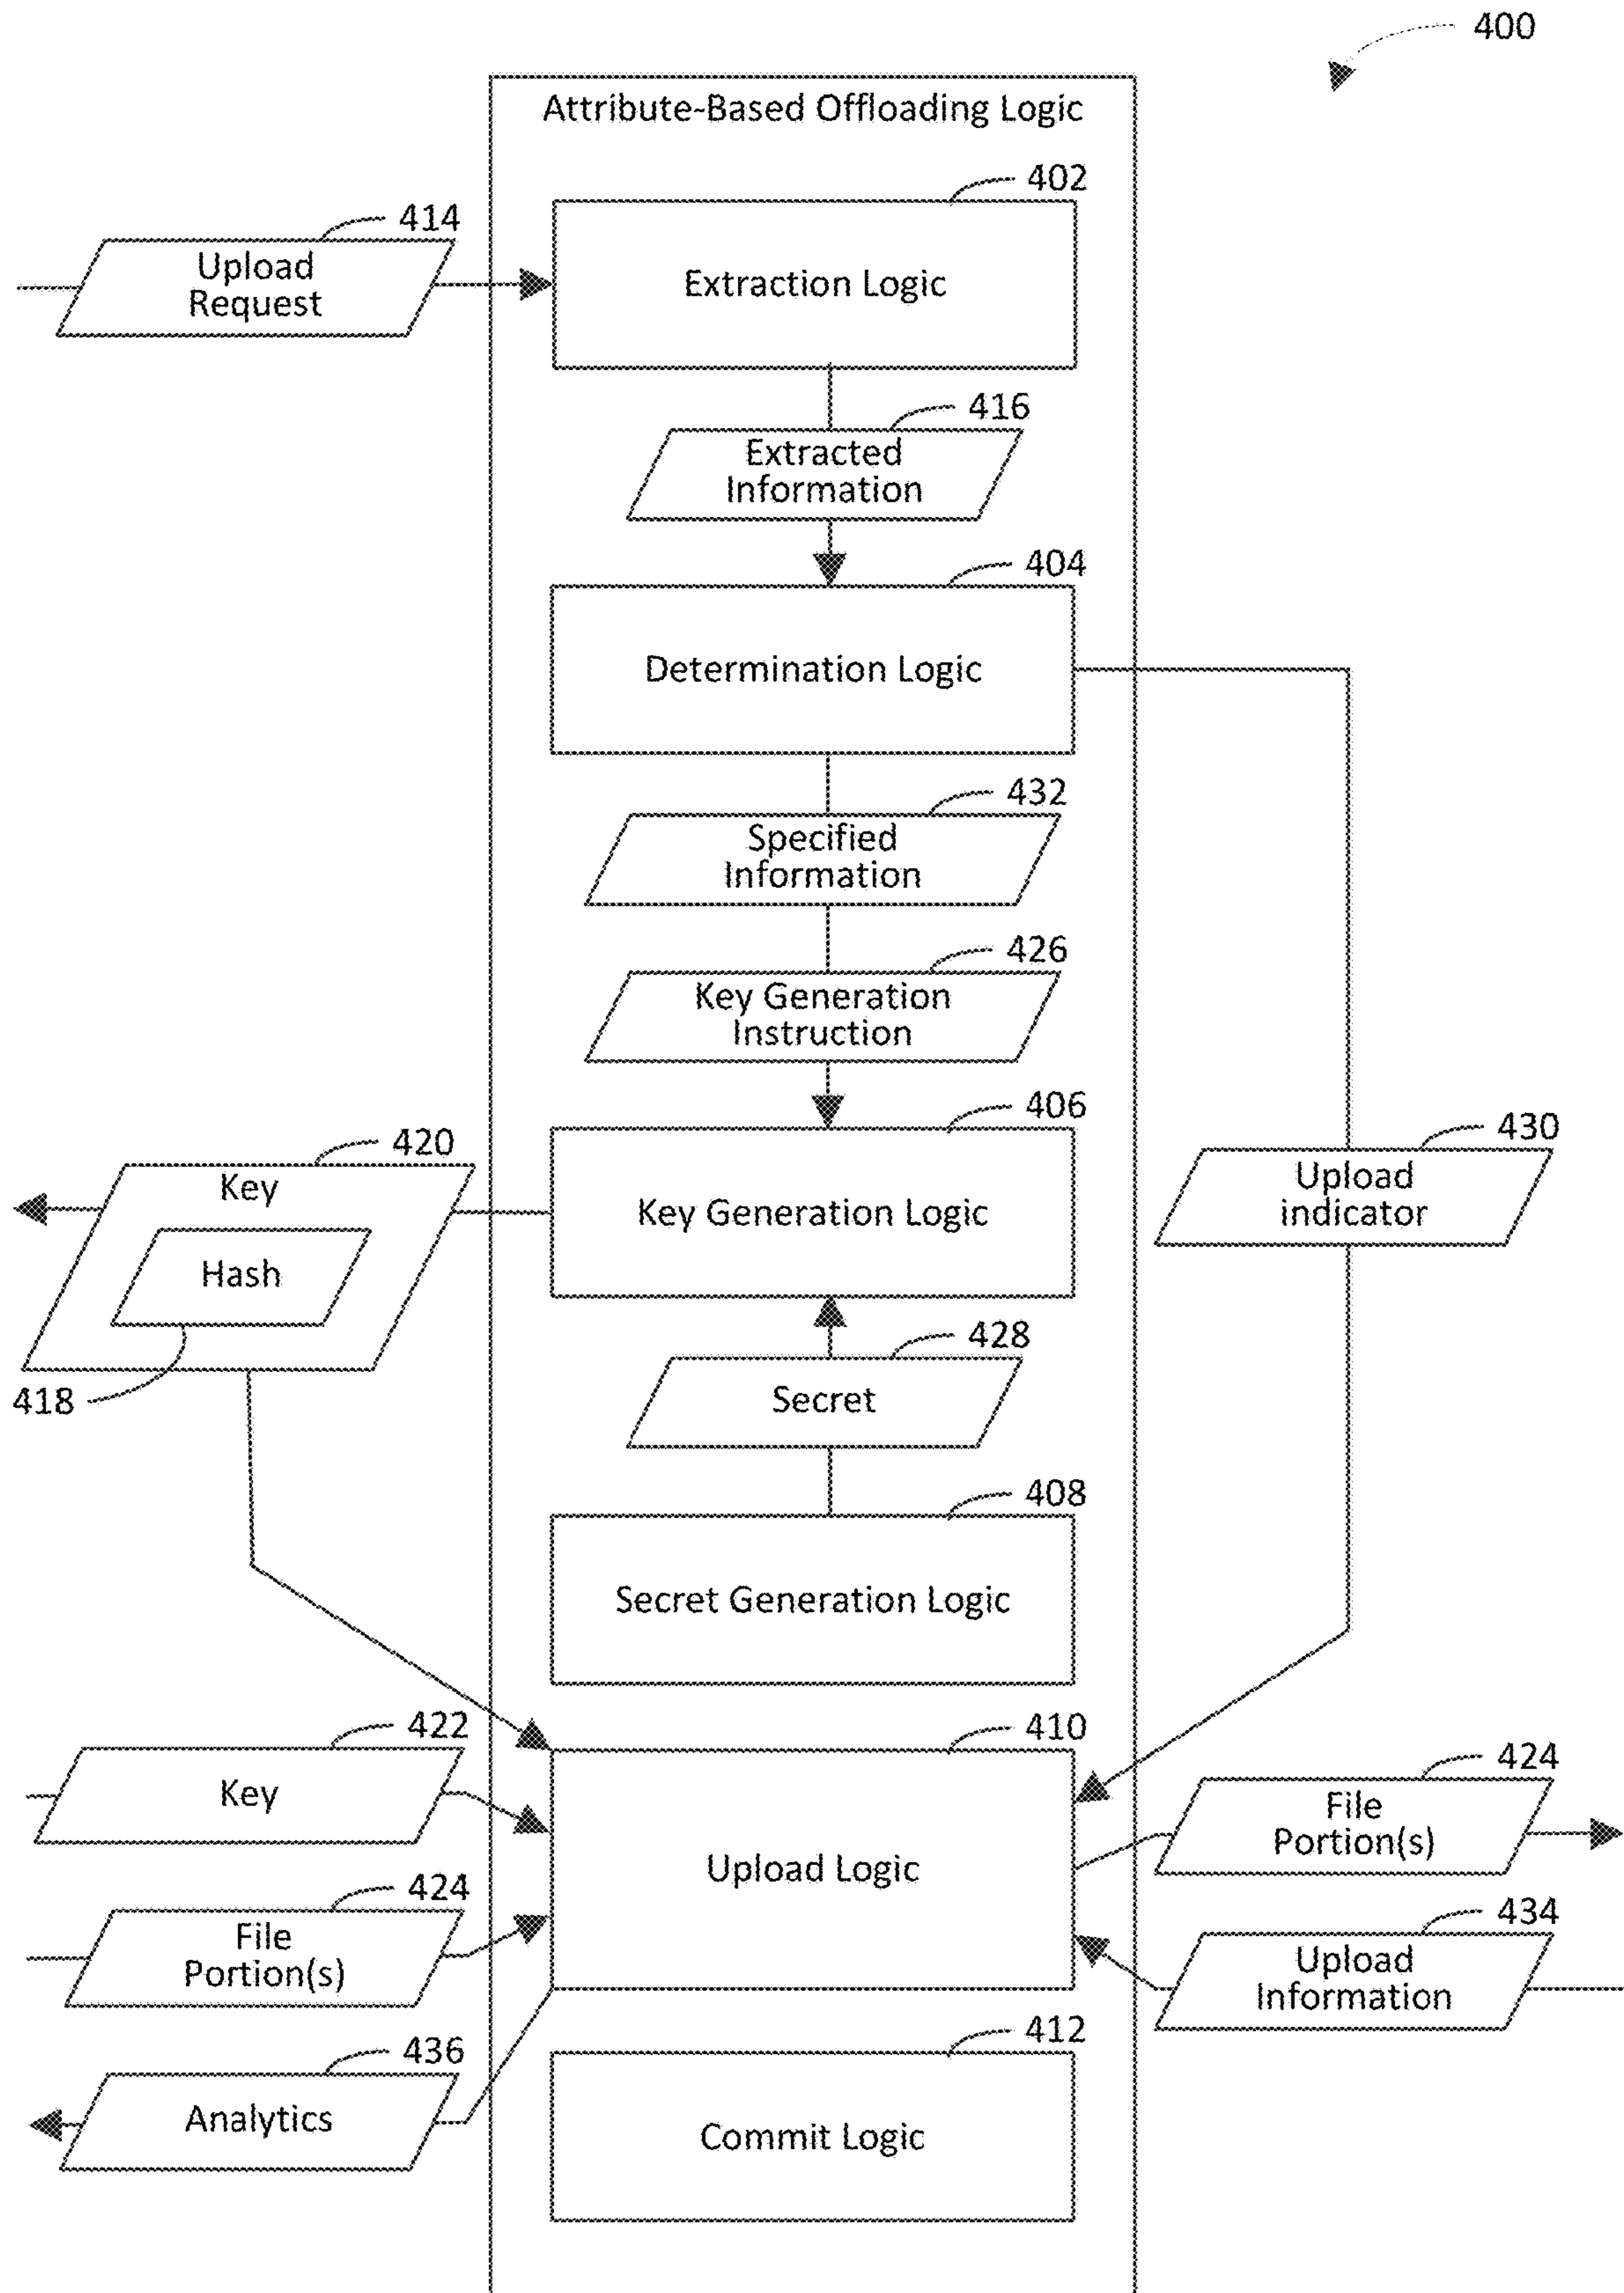 400
Attribute-Based Offloading Logic
402
414
Upload
Request
Extraction Logic
416
Extracted
Information
404
Determination Logic
432
Specified
Information
426
Key Generation
Instruction
406
420
430
Key
Upload
indicator
Key Generation Logic
Hash
428
418
Secret
408
Secret Generation Logic
422
410
424
Key
File
Portion(s)
Upload Logic
424
434
File
Portion(s)
Upload
Information
412
436
Analytics
Commit Logic